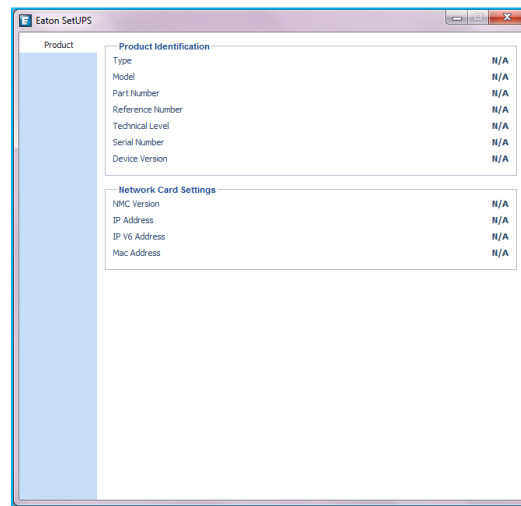 Eaton SetUPS
Product
Product Identification
Type N/A
Model N/A
Part Number N/A
Reference Number N/A
Technical Level N/A
Serial Number N/A
Device Version N/A
Network Card Settings
NMC Version N/A
IP Address N/A
IP V6 Address N/A
Mac Address N/A